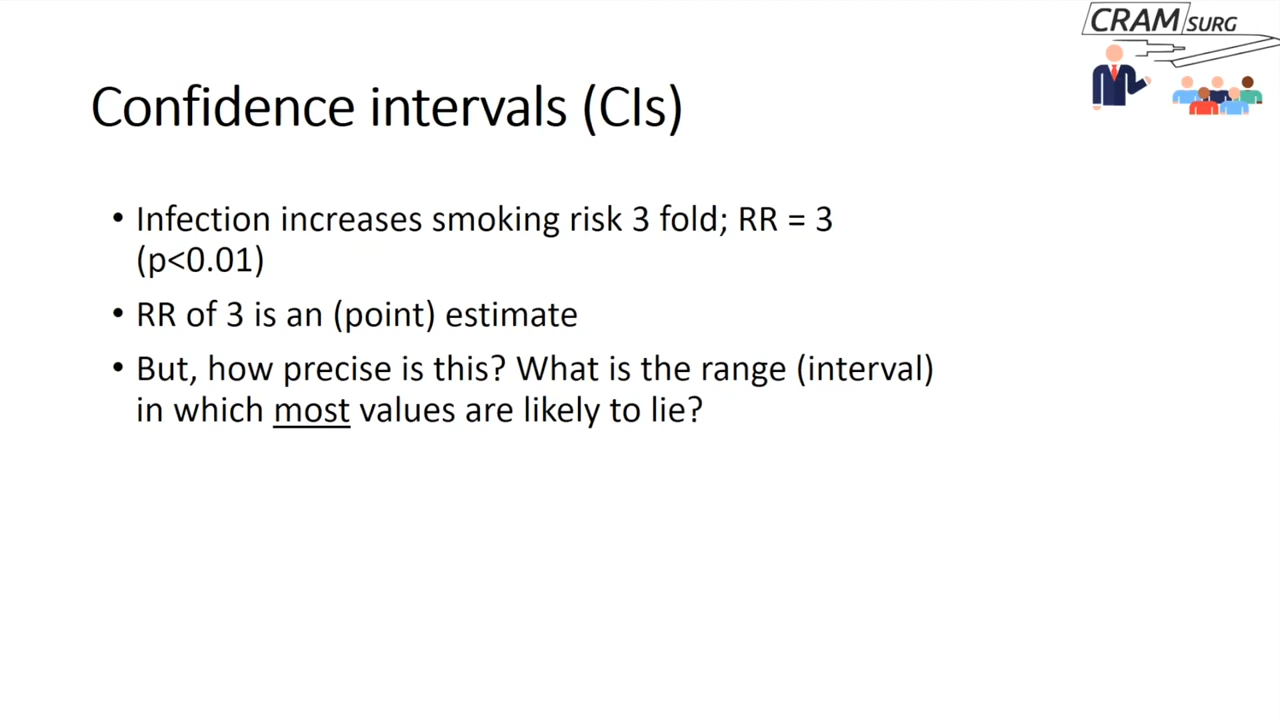 CRAM SURG
Confidence intervals (CIs)
• Infection increases smoking risk 3 fold; RR = 3
(p<0.01)
• RR of 3 is an (point) estimate
• But, how precise is this? What is the range (interval)
in which most values are likely to lie?